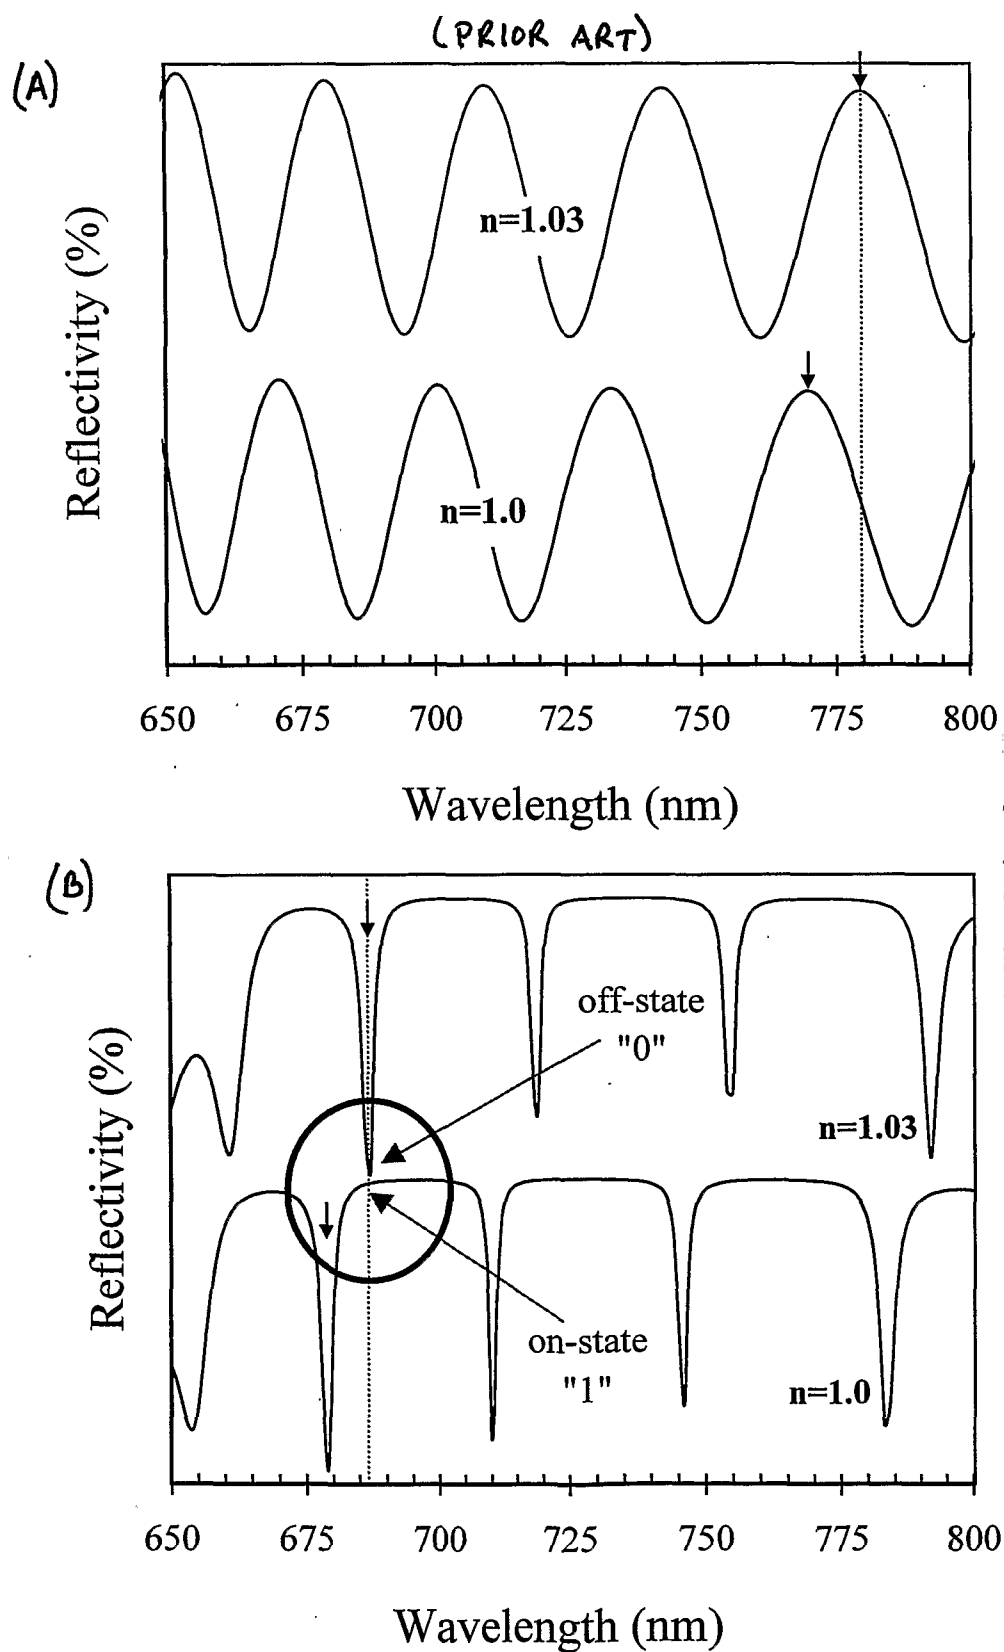 (PRIOR ART)
(A)
Reflectivity (%)
n=1.03
n=1.0
650 675 700 725 750 775 800
Wavelength (nm)
(B)
Reflectivity (%)
off-state
"0"
n=1.03
on-state
"1"
n=1.0
650 675 700 725 750 775 800
Wavelength (nm)